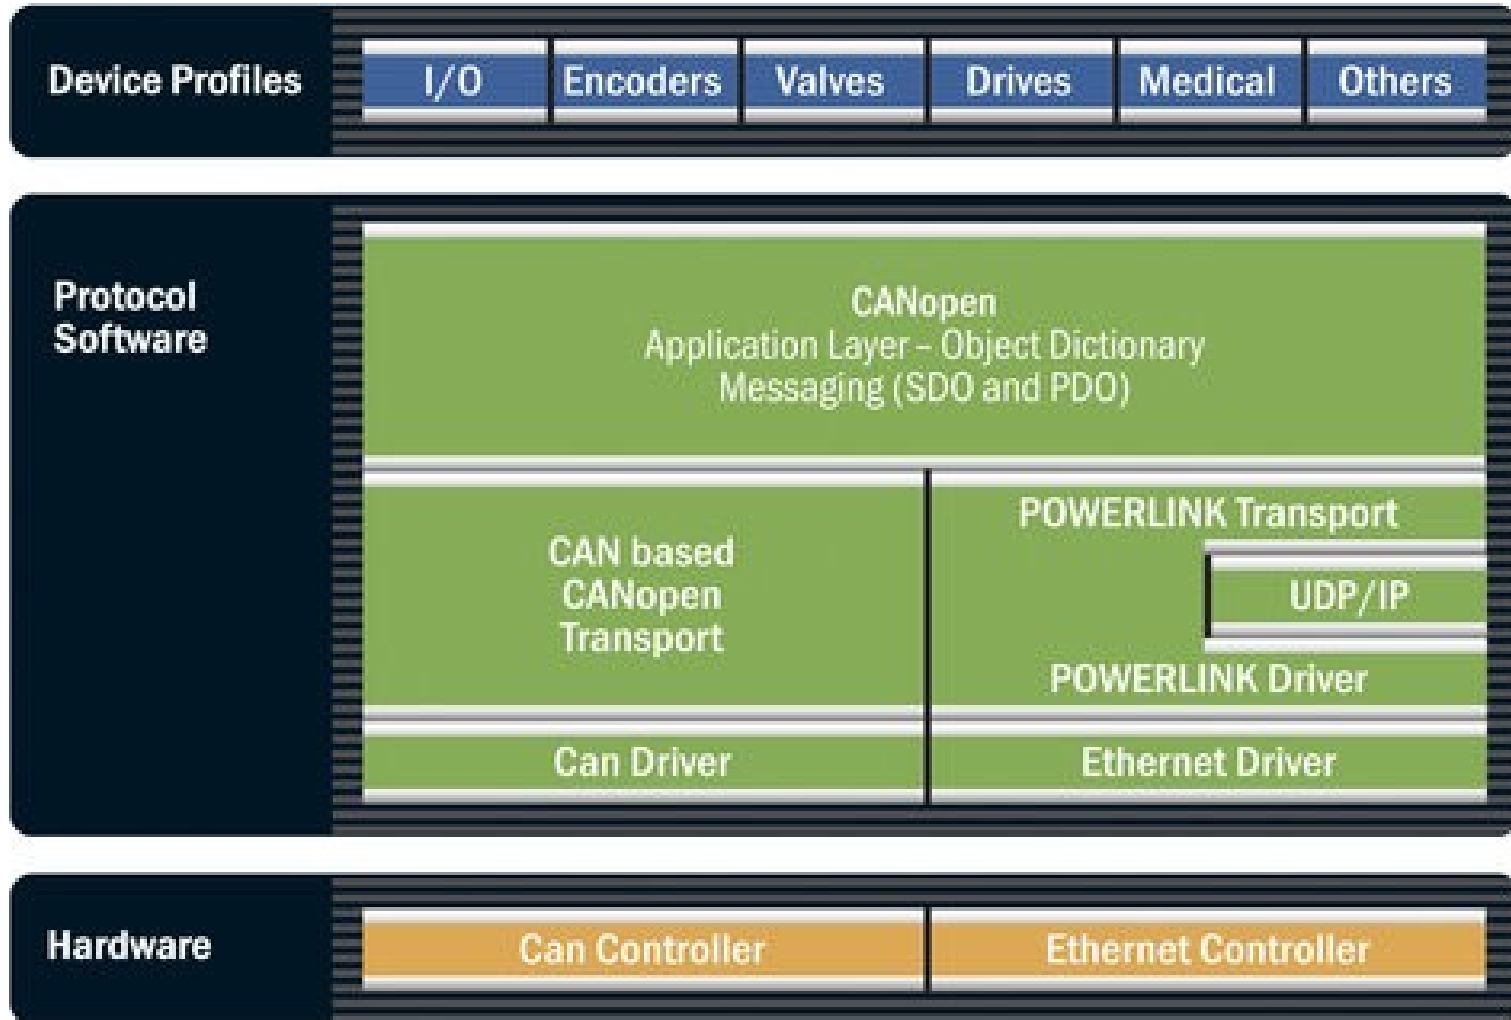 Device Profiles
I/O
Encoders
Valves
Drives
Medical
Others
Protocol
Software
CANopen
Application Layer – Object Dictionary
Messaging (SDO and PDO)
CAN based
CANopen
Transport
POWERLINK Transport
UDP/IP
POWERLINK Driver
Can Driver
Ethernet Driver
Hardware
Can Controller
Ethernet Controller